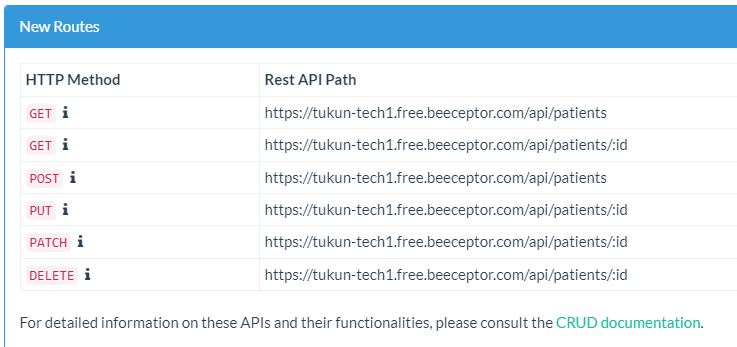 New Routes
HTTP Method Rest API Path
GET i https://tukun-tech1.free.beeceptor.com/api/patients
GET i https://tukun-tech1.free.beeceptor.com/api/patients/:id
POST i https://tukun-tech1.free.beeceptor.com/api/patients
PUT i https://tukun-tech1.free.beeceptor.com/api/patients/:id
PATCH i https://tukun-tech1.free.beeceptor.com/api/patients/:id
DELETE i https://tukun-tech1.free.beeceptor.com/api/patients/:id
For detailed information on these APIs and their functionalities, please consult the CRUD documentation.